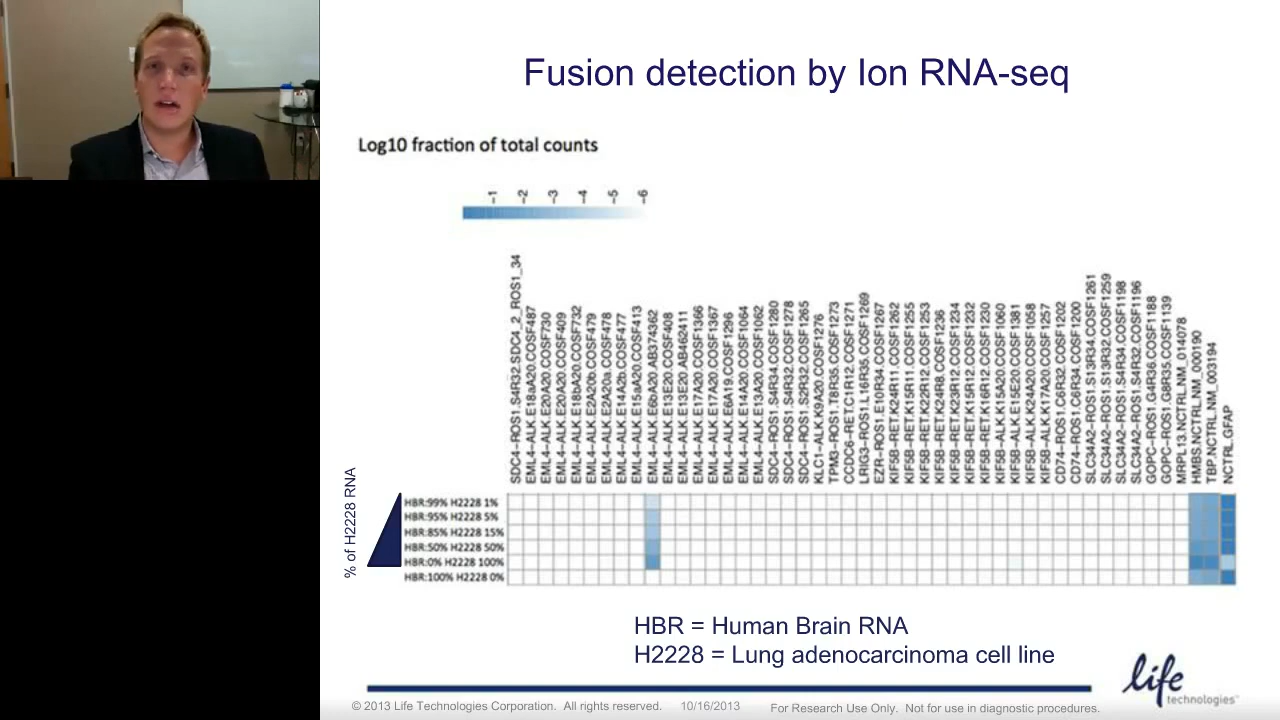 Fusion detection by Ion RNA-seq
Log10 fraction of total counts
-1
-2
-3
-4
-5
-6
SDC4-ROS1.S4R32.SDC4_2_ROS1_34
EML4-ALK.E18aA20.COSF487
EML4-ALK.E20A20.COSF730
EML4-ALK.E20A20.COSF409
EML4-ALK.E18bA20.COSF732
EML4-ALK.E2A20b.COSF479
EML4-ALK.E2A20a.COSF478
EML4-ALK.E14A2b.COSF477
EML4-ALK.E15aA20.COSF413
EML4-ALK.E6bA20.AB374362
EML4-ALK.E13E20.COSF408
EML4-ALK.E13E20.AB462411
EML4-ALK.E17A20.COSF1366
EML4-ALK.E17A20.COSF1367
EML4-ALK.E6A19.COSF1296
EML4-ALK.E14A20.COSF1064
EML4-ALK.E13A20.COSF1062
SDC4-ROS1.S4R34.COSF1280
SDC4-ROS1.S4R32.COSF1278
SDC4-ROS1.S2R32.COSF1265
KLC1-ALK.K9A20.COSF1276
TPM3-ROS1.T8R35.COSF1273
CCDC6-RET.C1R12.COSF1271
LRIG3-ROS1.L16R35.COSF1269
EZR-ROS1.E10R34.COSF1267
KIF5B-RET.K24R11.COSF1262
KIF5B-RET.K15R11.COSF1255
KIF5B-RET.K22R12.COSF1253
KIF5B-RET.K24R8.COSF1236
KIF5B-RET.K23R12.COSF1234
KIF5B-RET.K15R12.COSF1232
KIF5B-RET.K16R12.COSF1230
KIF5B-ALK.K15A20.COSF1060
KIF5B-ALK.E15E20.COSF1381
KIF5B-ALK.K24A20.COSF1058
KIF5B-ALK.K17A20.COSF1257
CD74-ROS1.C6R32.COSF1202
CD74-ROS1.C6R34.COSF1200
SLC34A2-ROS1.S13R34.COSF1261
SLC34A2-ROS1.S13R32.COSF1259
SLC34A2-ROS1.S4R34.COSF1198
SLC34A2-ROS1.S4R32.COSF1196
GOPC-ROS1.G4R36.COSF1188
GOPC-ROS1.G8R35.COSF1139
MRPL13.NCTRL.NM_014078
HMBS.NCTRL.NM_000190
TBP.NCTRL.NM_003194
NCTRL.GFAP
% of H2228 RNA
HBR:99% H2228 1%
HBR:95% H2228 5%
HBR:85% H2228 15%
HBR:50% H2228 50%
HBR:0% H2228 100%
HBR:100% H2228 0%
HBR = Human Brain RNA
H2228 = Lung adenocarcinoma cell line
life
technologies™
© 2013 Life Technologies Corporation. All rights reserved. 10/16/2013 For Research Use Only. Not for use in diagnostic procedures.